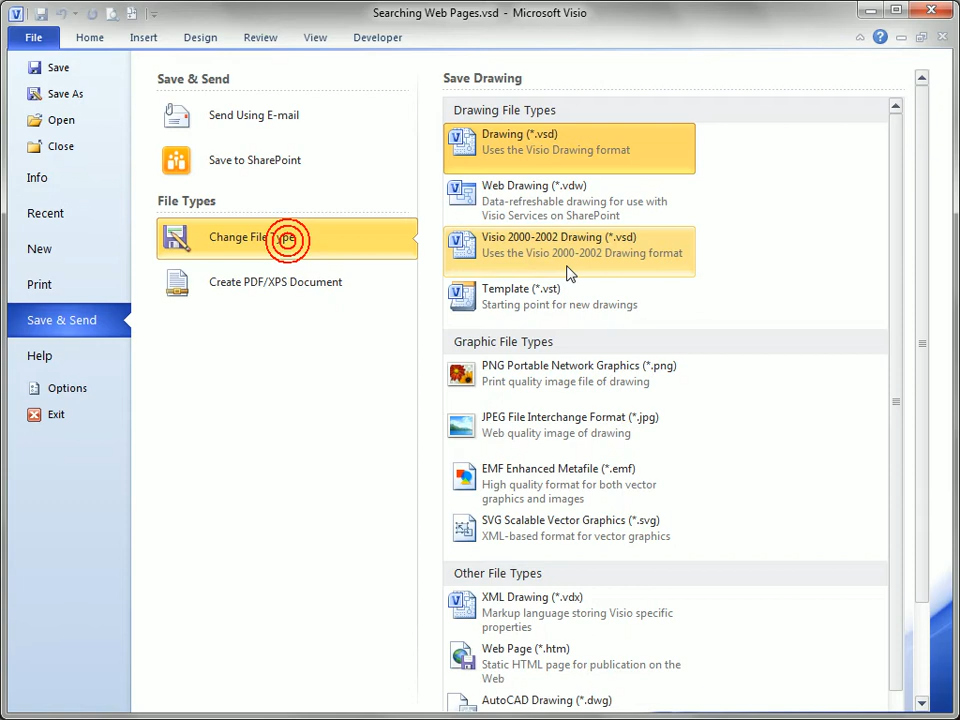 Searching Web Pages.vsd - Microsoft Visio
File Home Insert Design Review View Developer
Save
Save As
Open
Close
Info
Recent
New
Print
Save & Send
Help
Options
Exit
Save & Send
Send Using E-mail
Save to SharePoint
File Types
Change File Type
Create PDF/XPS Document
Save Drawing
Drawing File Types
Drawing (*.vsd)
Uses the Visio Drawing format
Web Drawing (*.vdw)
Data-refreshable drawing for use with
Visio Services on SharePoint
Visio 2000-2002 Drawing (*.vsd)
Uses the Visio 2000-2002 Drawing format
Template (*.vst)
Starting point for new drawings
Graphic File Types
PNG Portable Network Graphics (*.png)
Print quality image file of drawing
JPEG File Interchange Format (*.jpg)
Web quality image of drawing
EMF Enhanced Metafile (*.emf)
High quality format for both vector
graphics and images
SVG Scalable Vector Graphics (*.svg)
XML-based format for vector graphics
Other File Types
XML Drawing (*.vdx)
Markup language storing Visio specific
properties
Web Page (*.htm)
Static HTML page for publication on the
Web
AutoCAD Drawing (*.dwg)